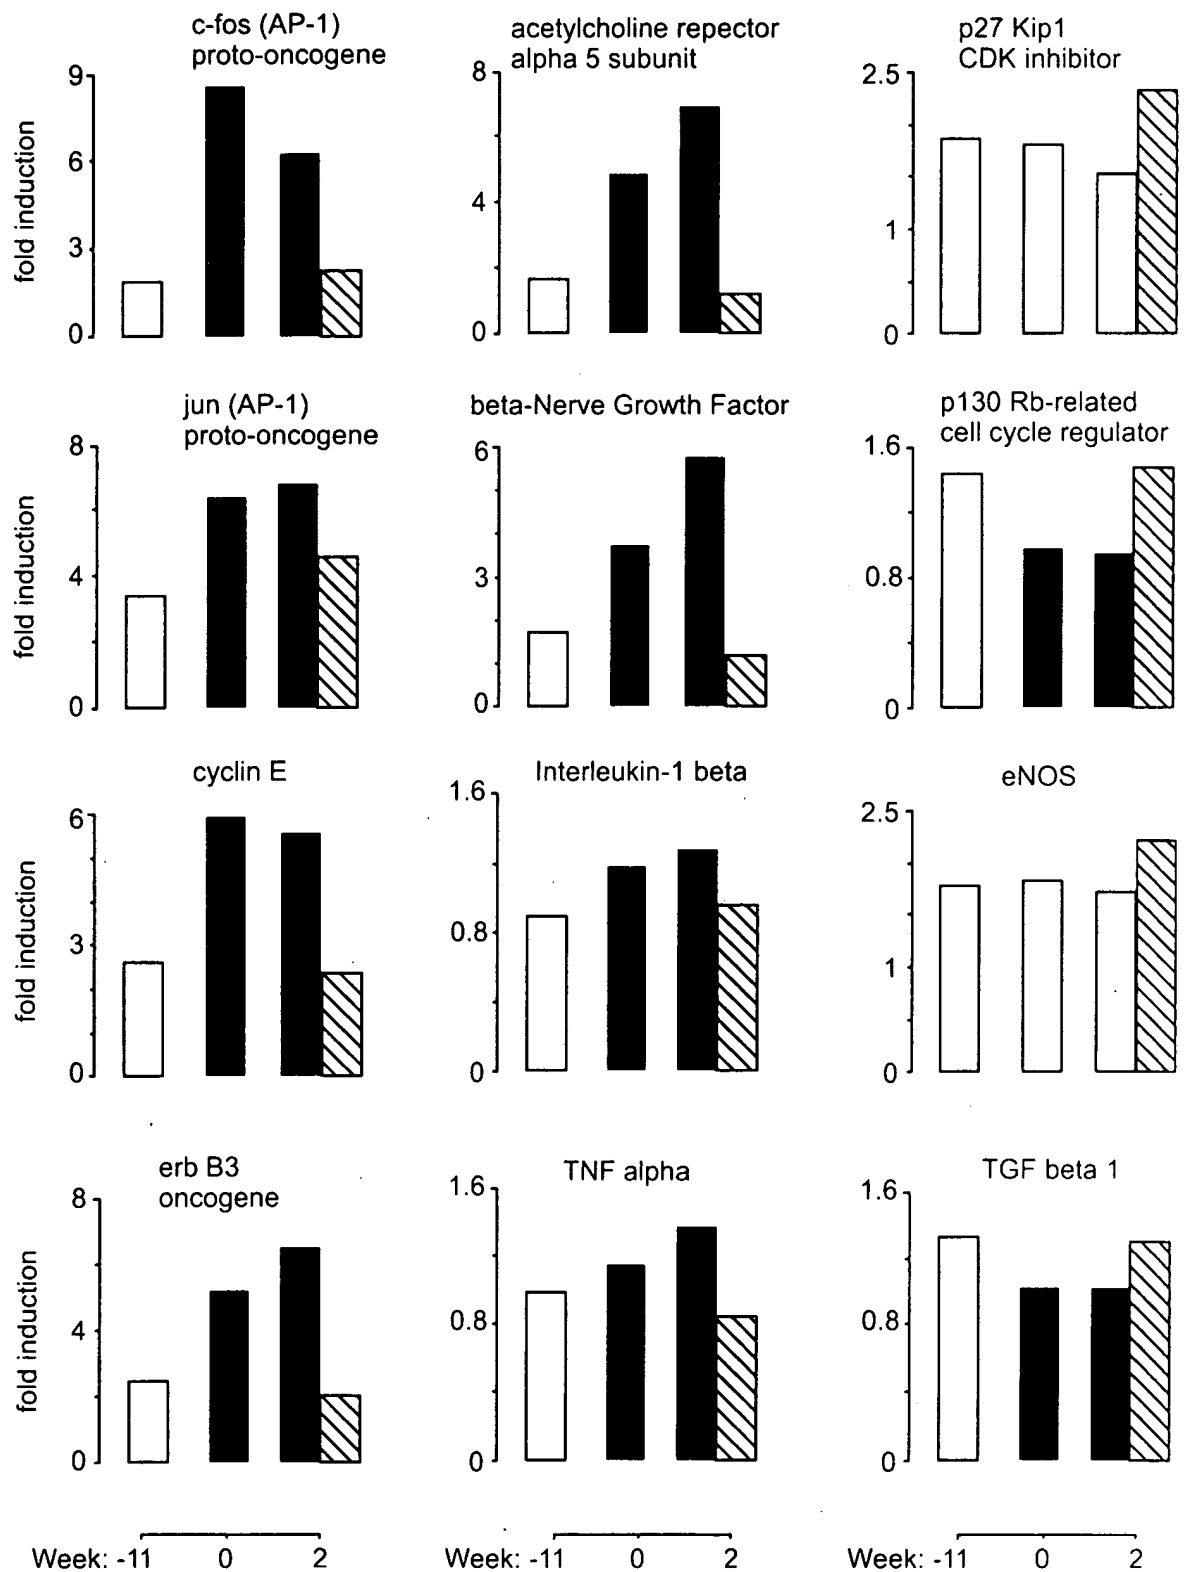 c-fos (AP-1)
proto-oncogene
9
6
3
0
fold induction
acetylcholine repector
alpha 5 subunit
8
4
0
p27 Kip1
CDK inhibitor
2.5
1
0
jun (AP-1)
proto-oncogene
8
4
0
fold induction
beta-Nerve Growth Factor
6
3
0
p130 Rb-related
cell cycle regulator
1.6
0.8
0
cyclin E
6
3
0
fold induction
Interleukin-1 beta
1.6
0.8
0
eNOS
2.5
1
0
erb B3
oncogene
8
4
0
fold induction
TNF alpha
1.6
0.8
0
TGF beta 1
1.6
0.8
0
Week: -11 0 2
Week: -11 0 2
Week: -11 0 2